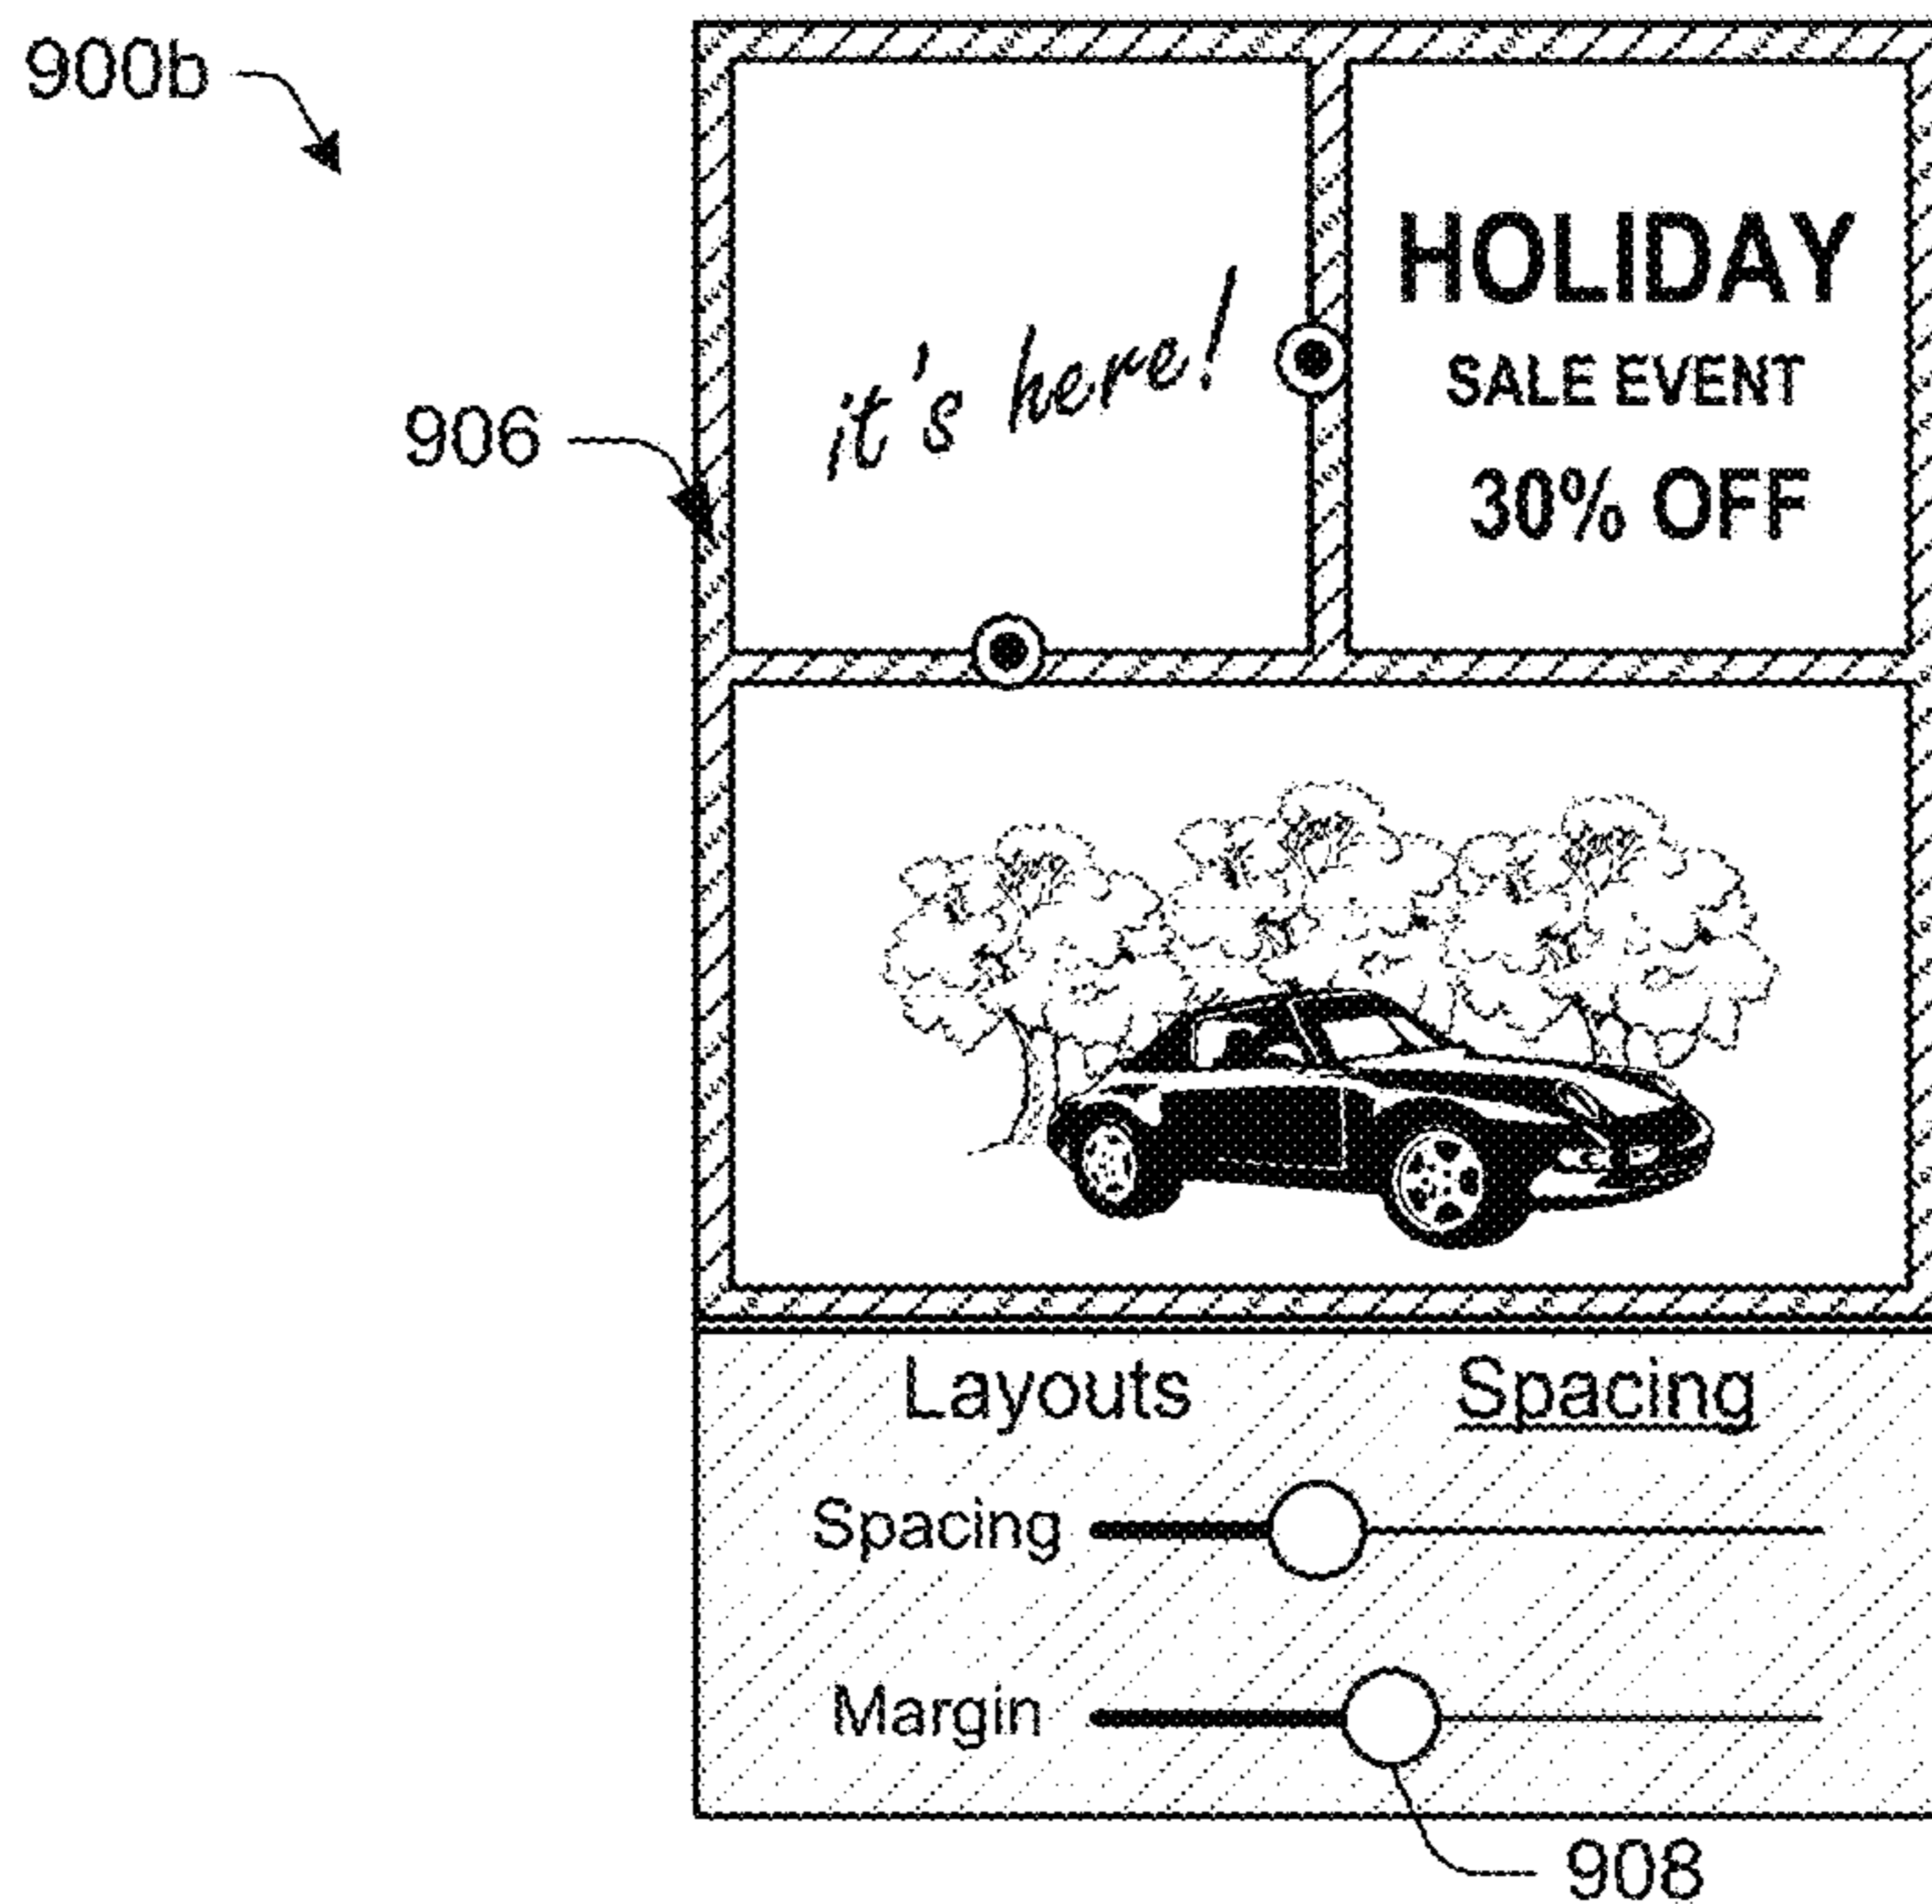 900b
906
it's here!
HOLIDAY
SALE EVENT
30% OFF
Layouts Spacing
Spacing
Margin
908